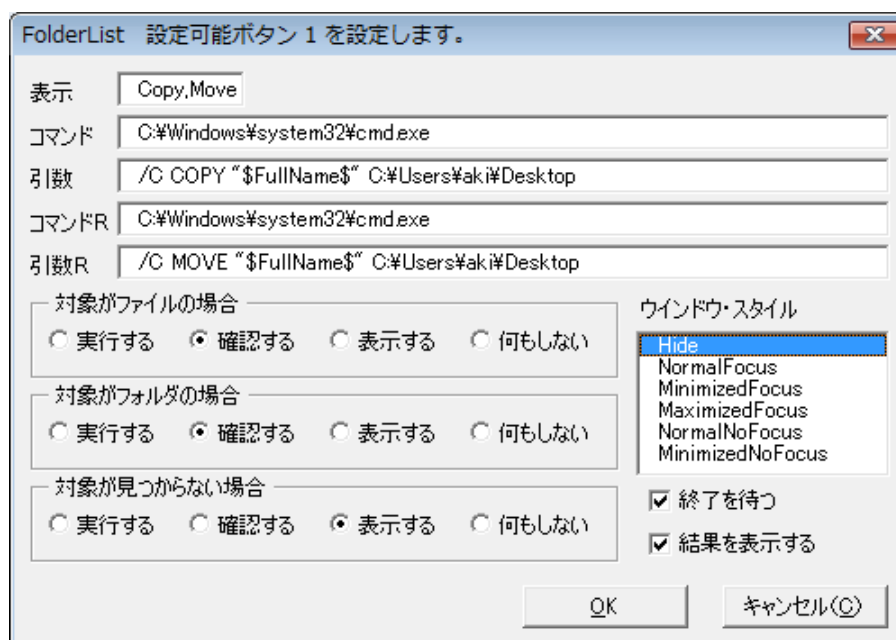 FolderList 設定可能ボタン 1 を設定します。
表示 Copy,Move
コマンド C:¥Windows¥system32¥cmd.exe
引数 /C COPY "$FullName$" C:¥Users¥aki¥Desktop
コマンドR C:¥Windows¥system32¥cmd.exe
引数R /C MOVE "$FullName$" C:¥Users¥aki¥Desktop
対象がファイルの場合
実行する 確認する 表示する 何もしない
対象がフォルダの場合
実行する 確認する 表示する 何もしない
対象が見つからない場合
実行する 確認する 表示する 何もしない
ウインドウ・スタイル
Hide
NormalFocus
MinimizedFocus
MaximizedFocus
NormalNoFocus
MinimizedNoFocus
終了を待つ
結果を表示する
OK キャンセル(C)